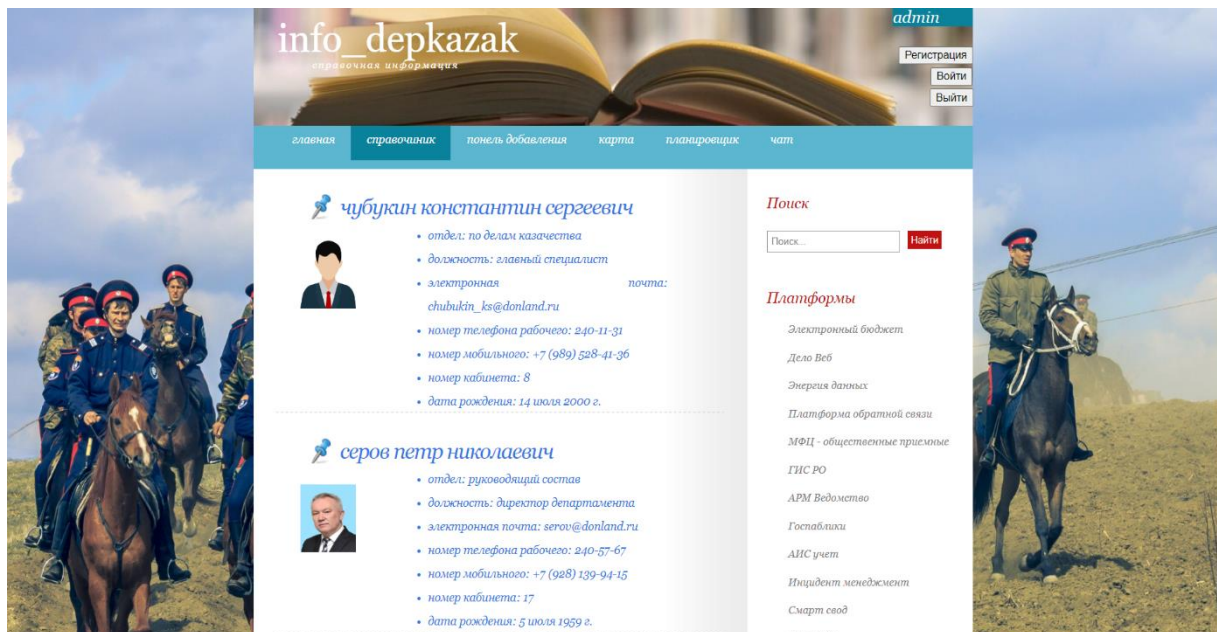 admin
info_depkazak
справочная информация
Регистрация
Войти
Выйти
главная
справочиник
понель добавления
карта
планировщик
чат
чубукин константин сергеевич
отдел: по делам казачества
должность: главный специалист
электронная почта:
chubukin_ks@donland.ru
номер телефона рабочего: 240-11-31
номер мобильного: +7 (989) 528-41-36
номер кабинета: 8
дата рождения: 14 июля 2000 г.
серов петр николаевич
отдел: руководящий состав
должность: директор департамента
электронная почта: serov@donland.ru
номер телефона рабочего: 240-57-67
номер мобильного: +7 (928) 139-94-15
номер кабинета: 17
дата рождения: 5 июля 1959 г.
Поиск
Поиск...
Найти
Платформы
Электронный бюджет
Дело Веб
Энергия данных
Платформа обратной связи
МФЦ - общественные приемные
ГИС РО
АРМ Ведомство
Госпаблики
АИС учет
Инцидент менеджмент
Смарт свод